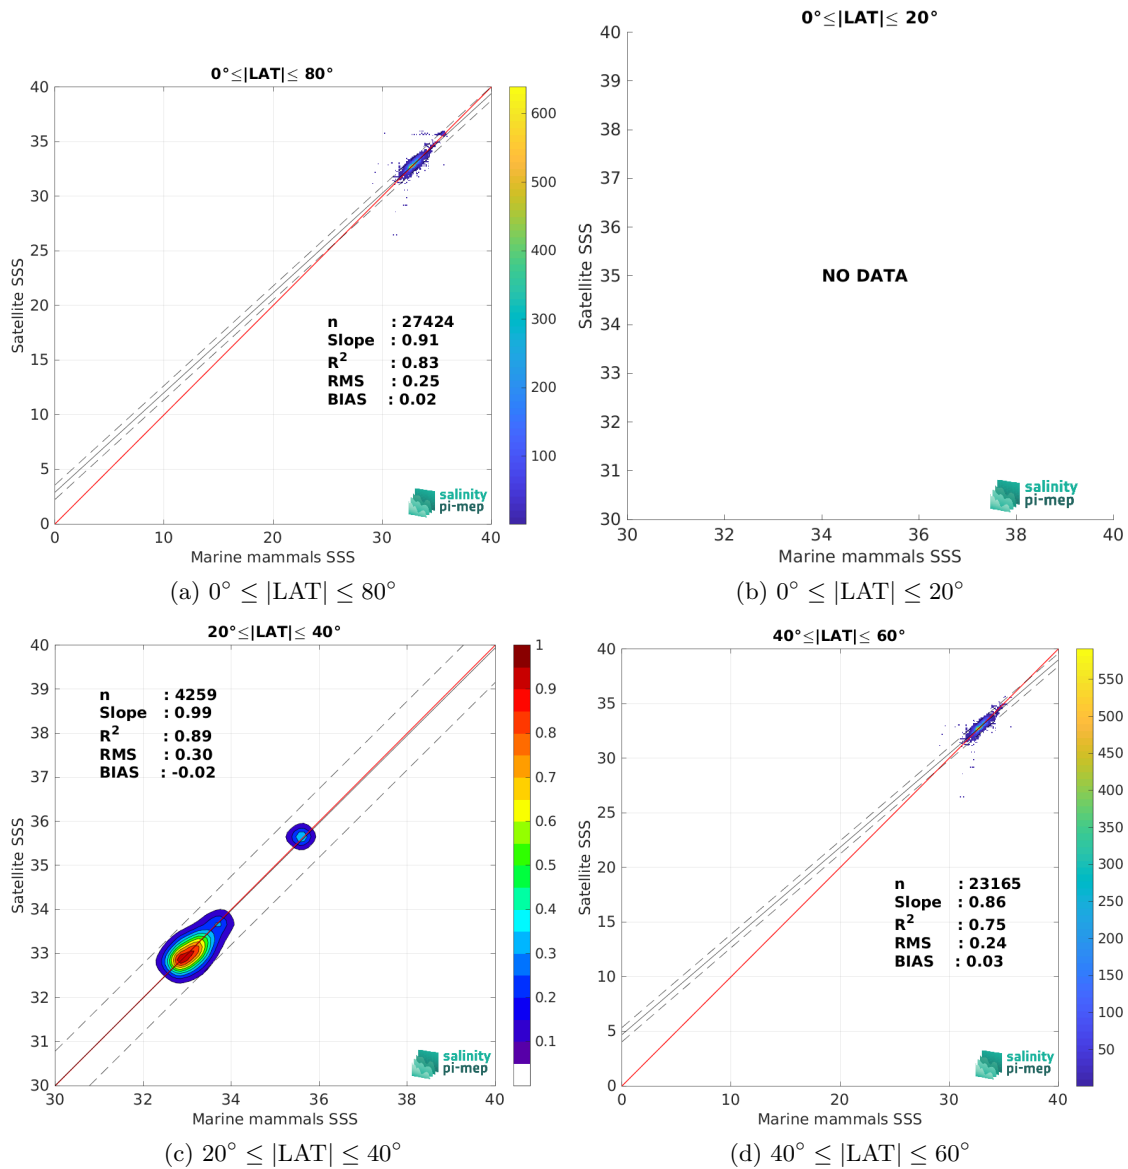 0°≤|LAT|≤ 80°
40
35
30
25
20
15
10
5
0
Satellite SSS
n : 27424
Slope : 0.91
R² : 0.83
RMS : 0.25
BIAS : 0.02
salinity
pi-mep
0 10 20 30 40
Marine mammals SSS
600
500
400
300
200
100
(a) 0° ≤ |LAT| ≤ 80°
0°≤|LAT|≤ 20°
40
39
38
37
36
35
34
33
32
31
30
Satellite SSS
NO DATA
salinity
pi-mep
30 32 34 36 38 40
Marine mammals SSS
(b) 0° ≤ |LAT| ≤ 20°
20°≤|LAT|≤ 40°
40
39
38
37
36
35
34
33
32
31
30
Satellite SSS
n : 4259
Slope : 0.99
R² : 0.89
RMS : 0.30
BIAS : -0.02
salinity
pi-mep
30 32 34 36 38 40
Marine mammals SSS
1
0.9
0.8
0.7
0.6
0.5
0.4
0.3
0.2
0.1
(c) 20° ≤ |LAT| ≤ 40°
40°≤|LAT|≤ 60°
40
35
30
25
20
15
10
5
0
Satellite SSS
n : 23165
Slope : 0.86
R² : 0.75
RMS : 0.24
BIAS : 0.03
salinity
pi-mep
0 10 20 30 40
Marine mammals SSS
550
500
450
400
350
300
250
200
150
100
50
(d) 40° ≤ |LAT| ≤ 60°